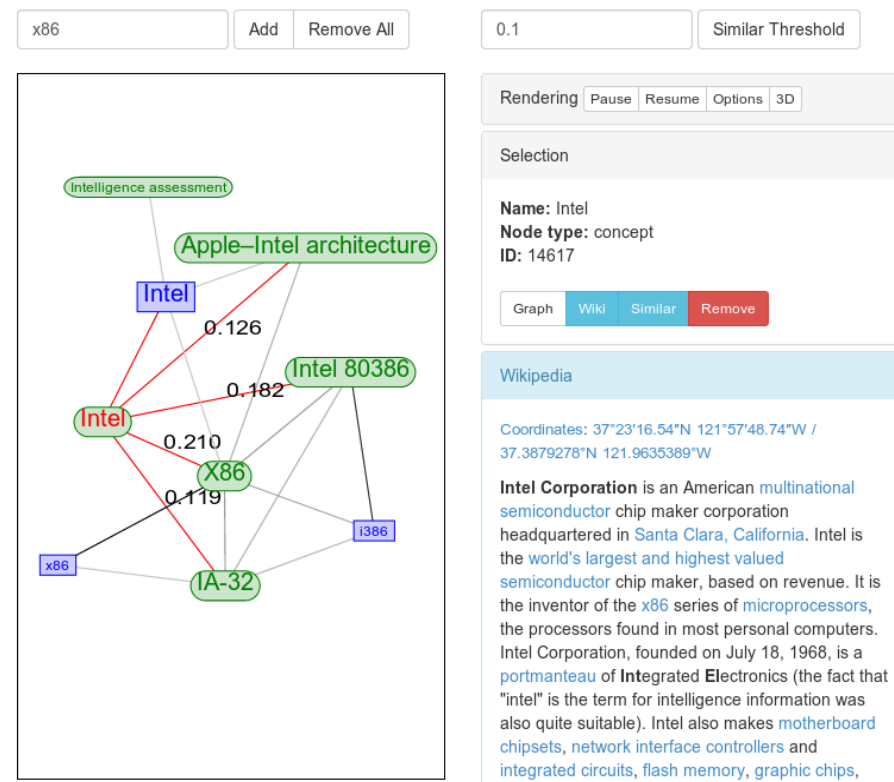 x86 Add Remove All
0.1 Similar Threshold
Intelligence assessment
Apple–Intel architecture
Intel
0.126
Intel 80386
0.182
Intel
0.210
X86
0.119
i386
x86
IA-32
Rendering Pause Resume Options 3D
Selection
Name: Intel
Node type: concept
ID: 14617
Graph Wiki Similar Remove
Wikipedia
Coordinates: 37°23′16.54″N 121°57′48.74″W /
37.3879278°N 121.9635389°W
Intel Corporation is an American multinational
semiconductor chip maker corporation
headquartered in Santa Clara, California. Intel is
the world's largest and highest valued
semiconductor chip maker, based on revenue. It is
the inventor of the x86 series of microprocessors,
the processors found in most personal computers.
Intel Corporation, founded on July 18, 1968, is a
portmanteau of Integrated Electronics (the fact that
"intel" is the term for intelligence information was
also quite suitable). Intel also makes motherboard
chipsets, network interface controllers and
integrated circuits, flash memory, graphic chips,